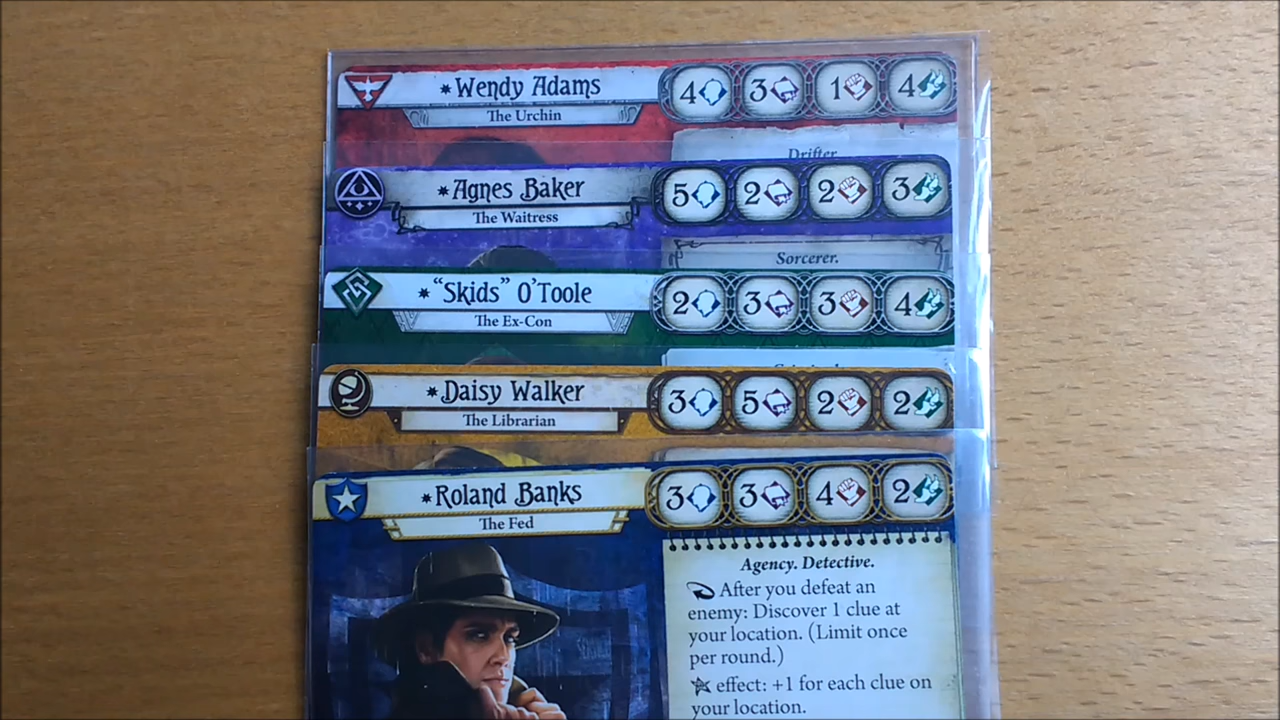 *Wendy Adams 4 3 1 4
The Urchin
Drifter.
*Agnes Baker 5 2 2 3
The Waitress
Sorcerer.
*"Skids" O'Toole 2 3 3 4
The Ex-Con
*Daisy Walker 3 5 2 2
The Librarian
*Roland Banks 3 3 4 2
The Fed
Agency. Detective.
After you defeat an
enemy: Discover 1 clue at
your location. (Limit once
per round.)
effect: +1 for each clue on
your location.